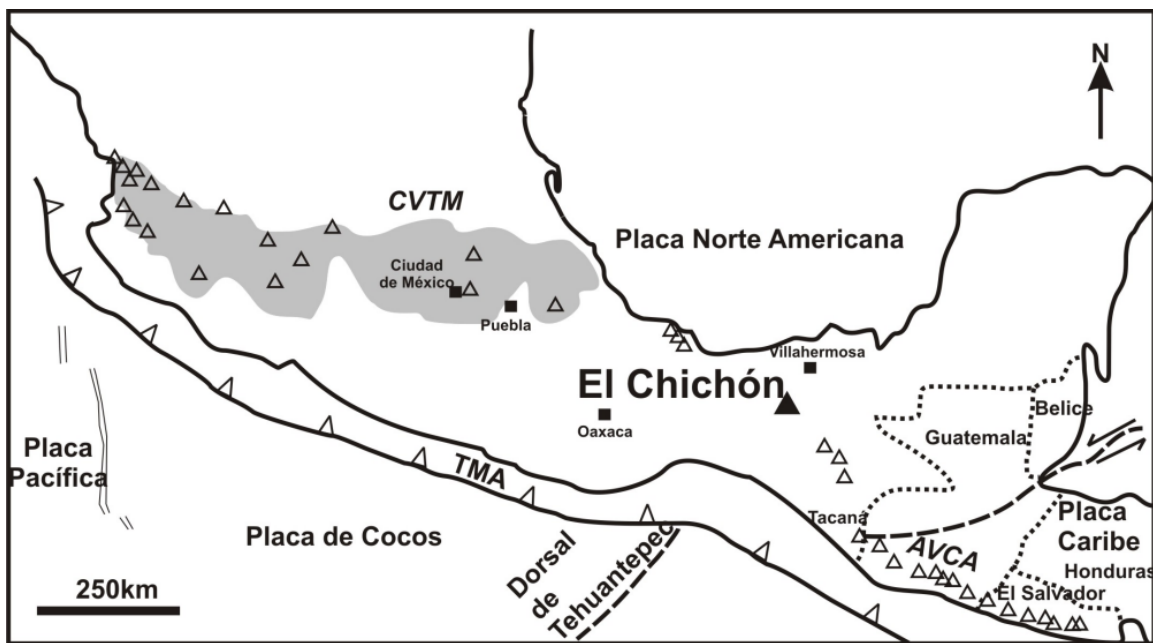 N
CVTM
Placa Norte Americana
Ciudad
de México
Puebla
Villahermosa
El Chichón
Oaxaca
Belice
Guatemala
Placa
Pacífica
TMA
Tacaná
Placa de Cocos
Dorsal
de
Tehuantepec
AVCA
Placa
Caribe
Honduras
El Salvador
250km